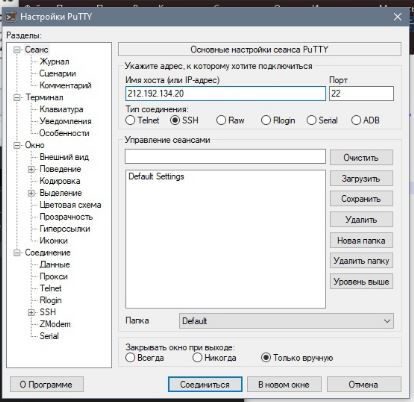 Настройки PuTTY
Разделы:
Сеанс
Журнал
Сценарии
Комментарий
Терминал
Клавиатура
Уведомления
Особенности
Окно
Внешний вид
Поведение
Кодировка
Выделение
Цветовая схема
Прозрачность
Гиперссылки
Иконки
Соединение
Данные
Прокси
Telnet
Rlogin
SSH
ZModem
Serial
Основные настройки сеанса PuTTY
Укажите адрес, к которому хотите подключиться
Имя хоста (или IP-адрес) Порт
212.192.134.20 22
Тип соединения:
Telnet SSH Raw Rlogin Serial ADB
Управление сеансами
Очистить
Default Settings
Загрузить
Сохранить
Удалить
Новая папка
Удалить папку
Уровень выше
Папка Default
Закрывать окно при выходе:
Всегда Никогда Только вручную
О Программе Соединиться В новом окне Отмена